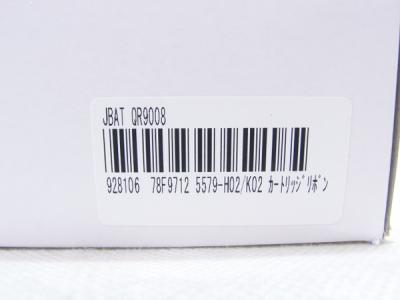 JBAT QR9008
928106 78F9712 5579-H02/K02 ｶｰﾄﾘｯｼﾞﾘﾎﾞﾝ